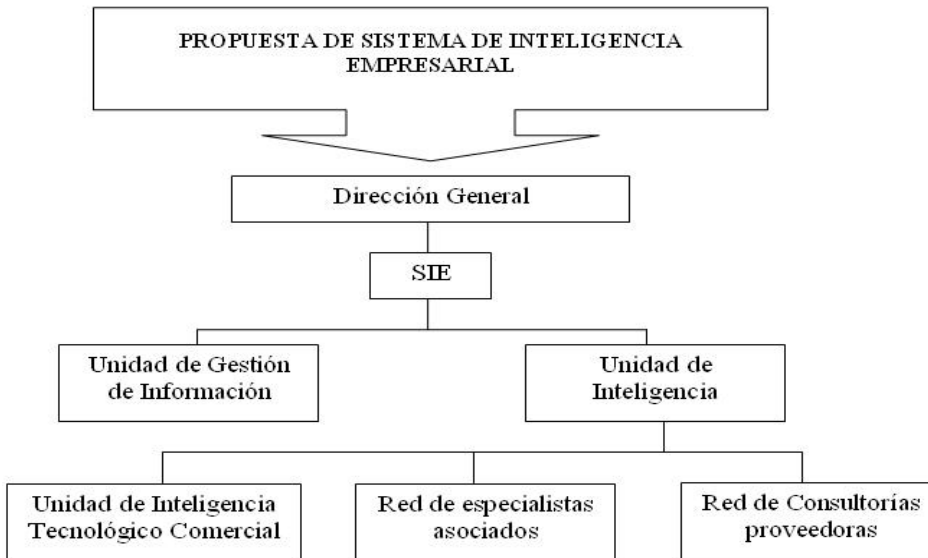 PROPUESTA DE SISTEMA DE INTELIGENCIA
EMPRESARIAL
Dirección General
SIE
Unidad de Gestión
de Información
Unidad de
Inteligencia
Unidad de Inteligencia
Tecnológico Comercial
Red de especialistas
asociados
Red de Consultorías
proveedoras